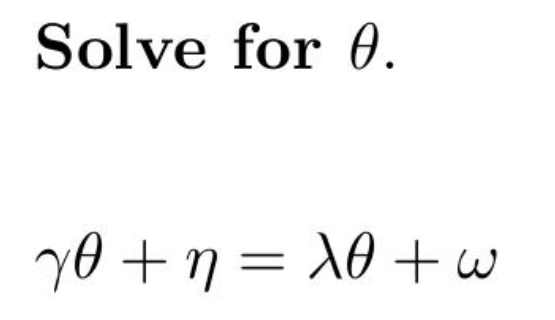 Solve for θ.
γθ + η = λθ + ω